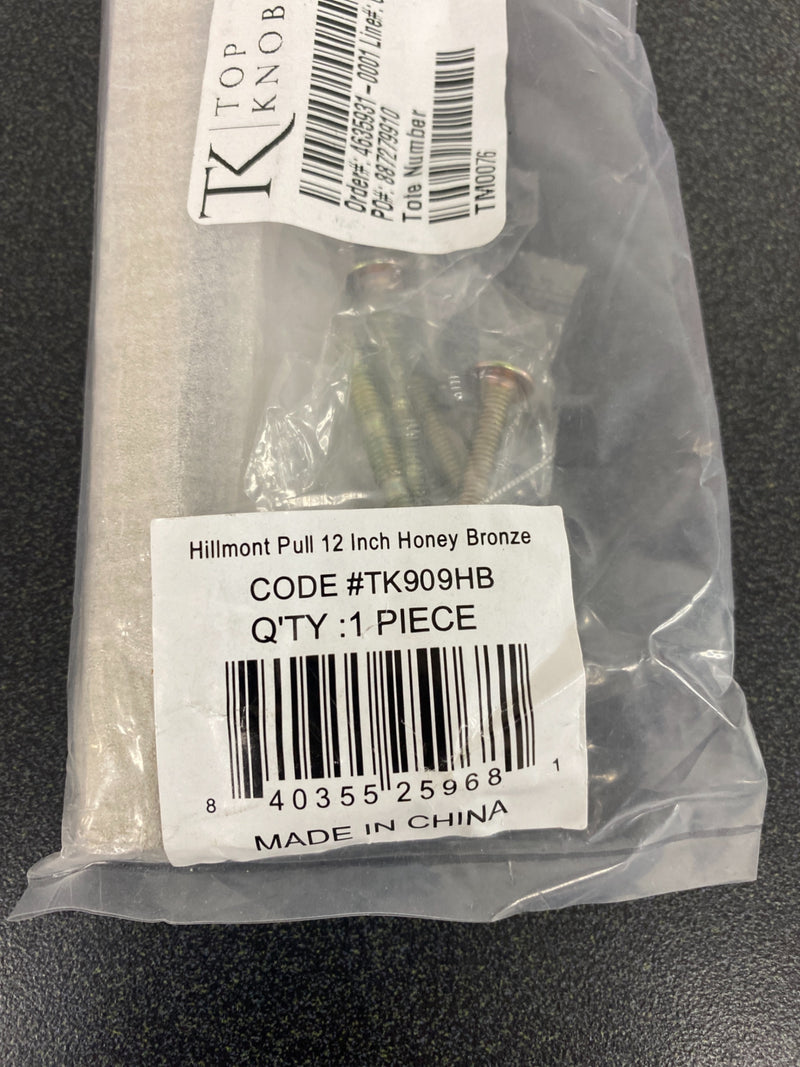 TK TOP
KNOB
Order#: 4635931 -0001 Line#:
PO#: 887279910
Tote Number
TM0076
Hillmont Pull 12 Inch Honey Bronze
CODE #TK909HB
Q'TY :1 PIECE
8 40355 25968 1
MADE IN CHINA